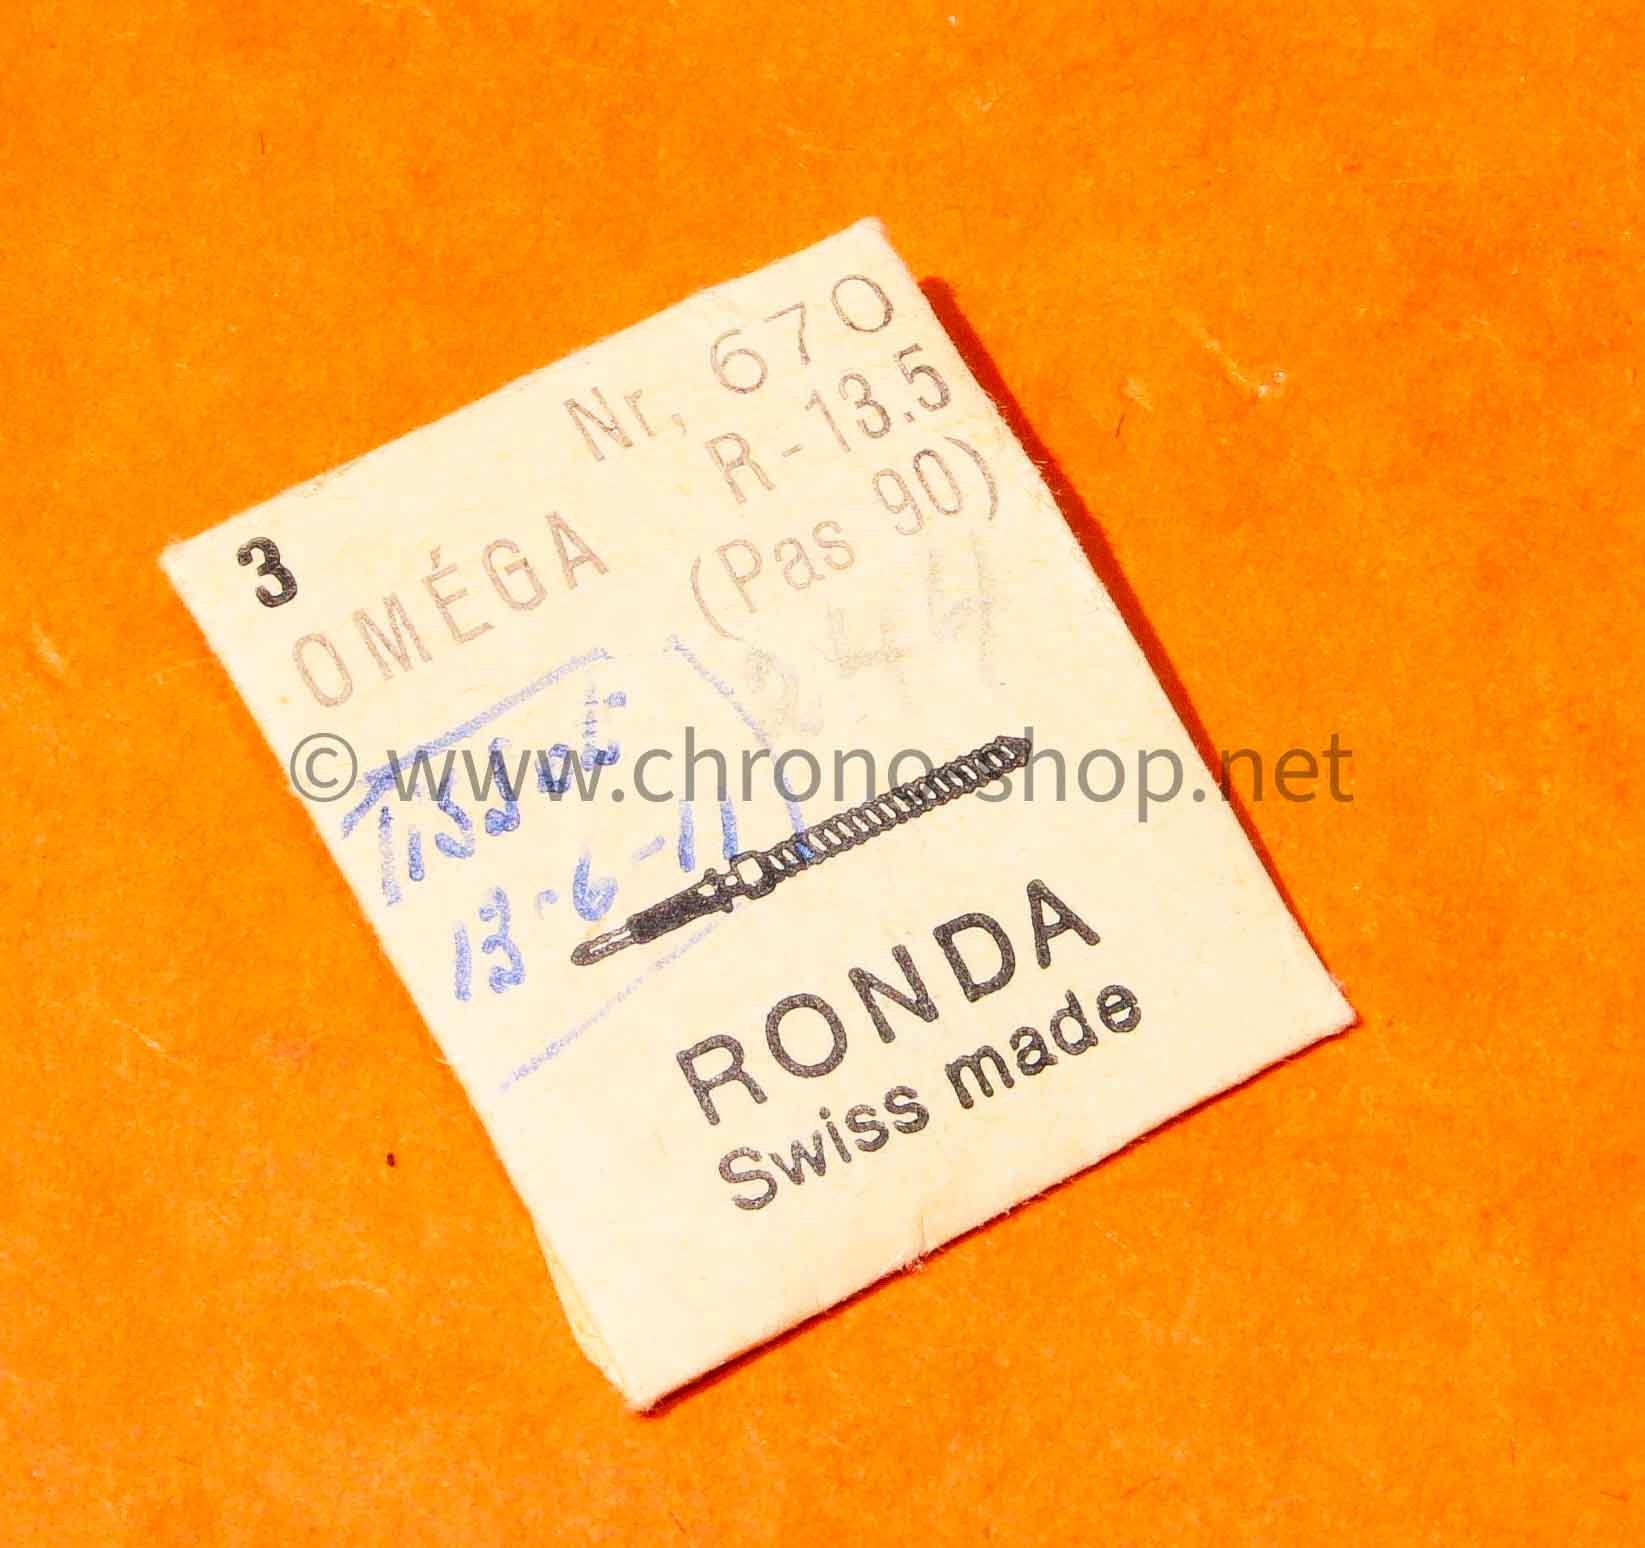 Nr, 670
R-13.5
3
OMÉGA
(Pas 90)
244
Tissot
13-6-11
© www.chrono-shop.net
RONDA
Swiss made